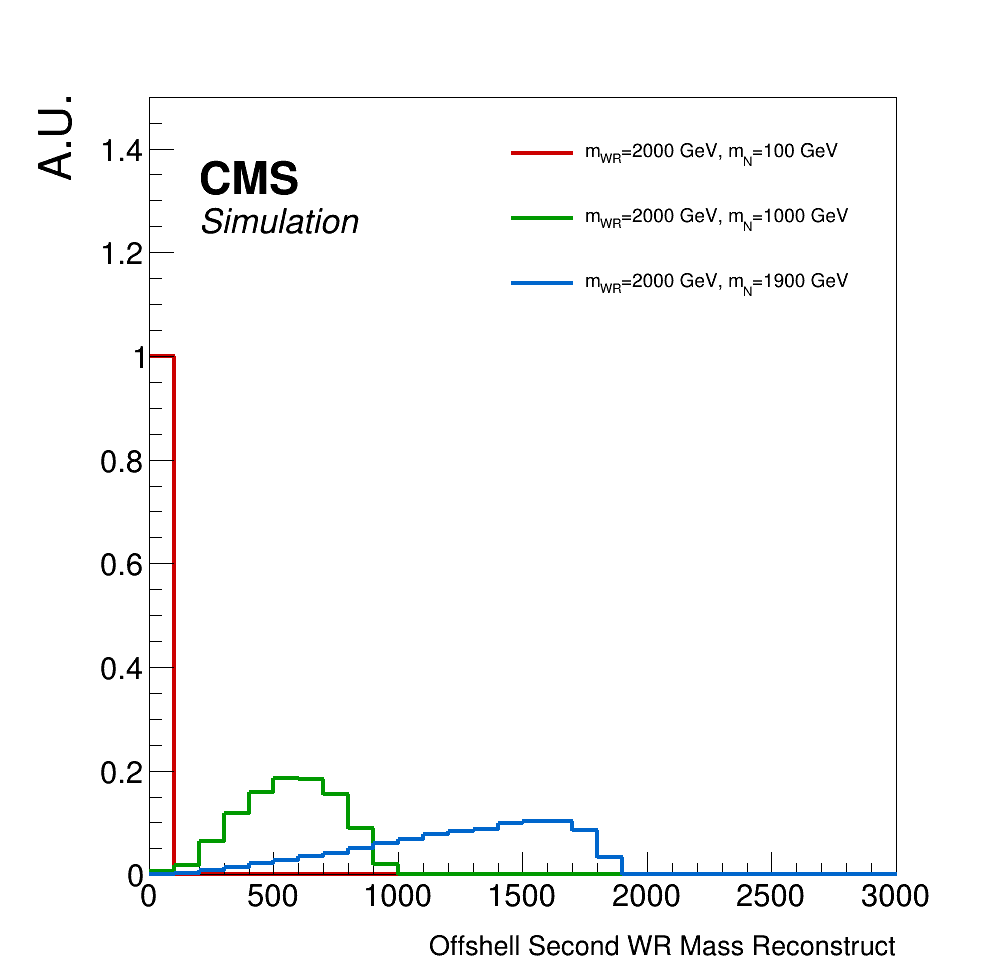 A.U.
CMS
Simulation
m_WR=2000 GeV, m_N=100 GeV
m_WR=2000 GeV, m_N=1000 GeV
m_WR=2000 GeV, m_N=1900 GeV
1.4
1.2
1
0.8
0.6
0.4
0.2
0
0 500 1000 1500 2000 2500 3000
Offshell Second WR Mass Reconstruct